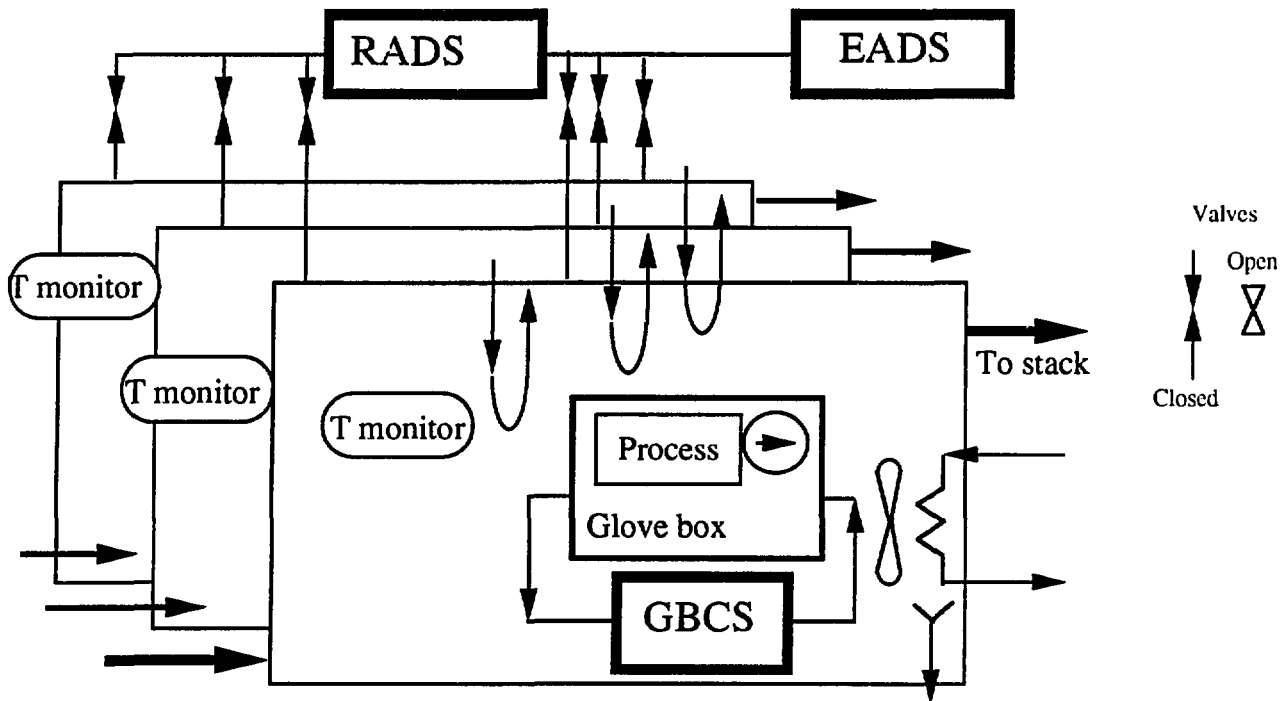 RADS
EADS
Valves
Open
T monitor
To stack
T monitor
Closed
T monitor
Process
Glove box
GBCS